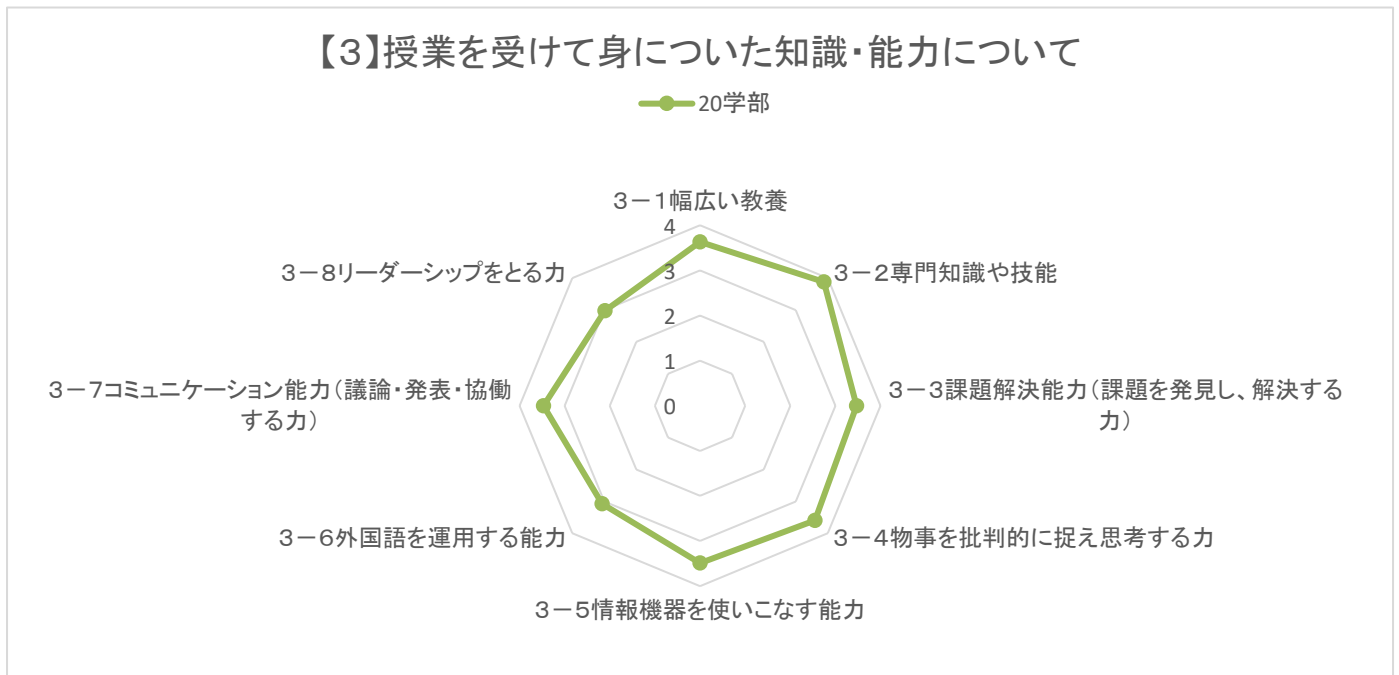 【３】授業を受けて身についた知識・能力について
20学部
３－１幅広い教養
4
３－８リーダーシップをとる力
3
３－２専門知識や技能
2
1
３－７コミュニケーション能力（議論・発表・協働
する力）
0
３－３課題解決能力（課題を発見し、解決する
力）
３－６外国語を運用する能力
３－４物事を批判的に捉え思考する力
３－５情報機器を使いこなす能力